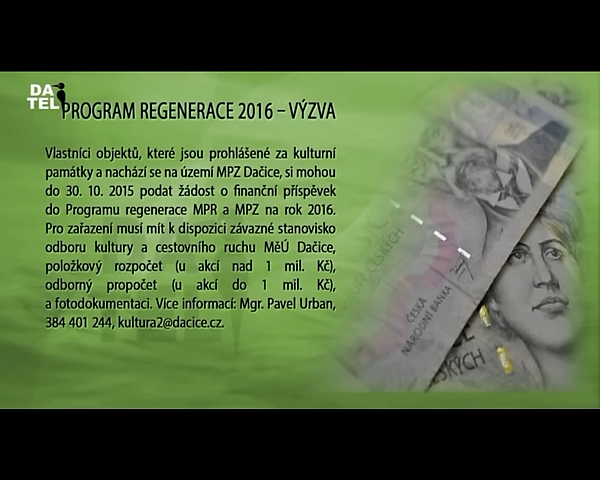 DA
TEL
PROGRAM REGENERACE 2016 – VÝZVA
Vlastníci objektů, které jsou prohlášené za kulturní
památky a nachází se na území MPZ Dačice, si mohou
do 30. 10. 2015 podat žádost o finanční příspěvek
do Programu regenerace MPR a MPZ na rok 2016.
Pro zařazení musí mít k dispozici závazné stanovisko
odboru kultury a cestovního ruchu MěÚ Dačice,
položkový rozpočet (u akcí nad 1 mil. Kč),
odborný propočet (u akcí do 1 mil. Kč),
a fotodokumentaci. Více informací: Mgr. Pavel Urban,
384 401 244, kultura2@dacice.cz.
ČESKÝCH
ČESKÁ
NÁRODNÍ BANKA
ČESKÝCH